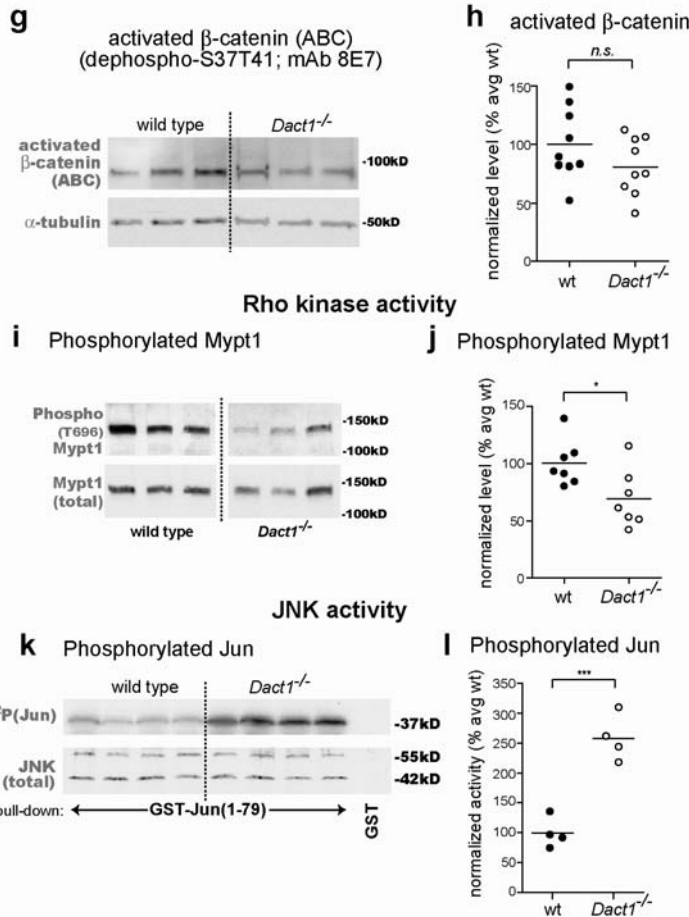 g
activated β-catenin (ABC)
(dephospho-S37T41; mAb 8E7)
wild type Dact1-/-
activated
β-catenin
(ABC)
-100kD
α-tubulin
-50kD
h activated β-catenin
n.s.
normalized level (% avg wt)
150
100
50
0
wt Dact1-/-
Rho kinase activity
i Phosphorylated Mypt1
Phospho
(T696)
Mypt1
-150kD
-100kD
Mypt1
(total)
-150kD
-100kD
wild type Dact1-/-
j Phosphorylated Mypt1
*
normalized level (% avg wt)
150
100
50
0
wt Dact1-/-
JNK activity
k Phosphorylated Jun
wild type Dact1-/-
P(Jun)
-37kD
JNK
(total)
-55kD
-42kD
pull-down: GST-Jun(1-79) GST
l Phosphorylated Jun
***
normalized activity (% avg wt)
350
300
250
200
150
100
50
0
wt Dact1-/-